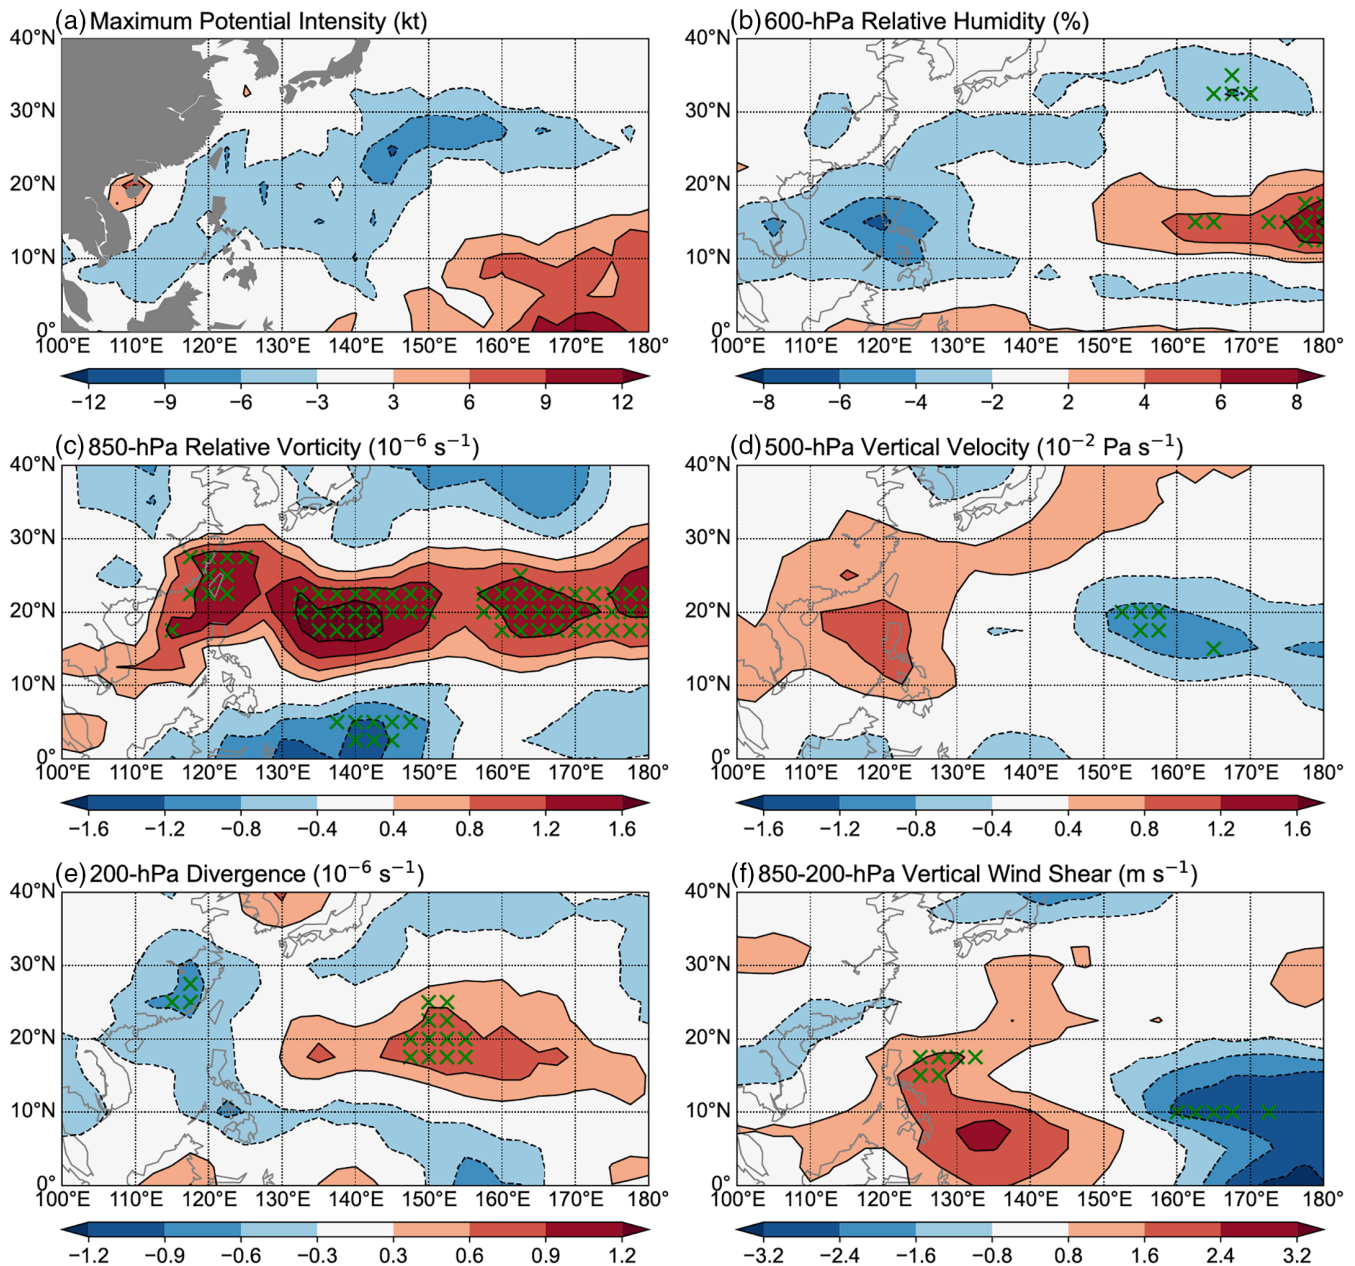 (a) Maximum Potential Intensity (kt)
40°N
30°N
20°N
10°N
0°
100°E 110°E 120°E 130°E 140°E 150°E 160°E 170°E 180°
−12 −9 −6 −3 3 6 9 12
(b) 600-hPa Relative Humidity (%)
40°N
30°N
20°N
10°N
0°
100°E 110°E 120°E 130°E 140°E 150°E 160°E 170°E 180°
−8 −6 −4 −2 2 4 6 8
(c) 850-hPa Relative Vorticity (10⁻⁶ s⁻¹)
40°N
30°N
20°N
10°N
0°
100°E 110°E 120°E 130°E 140°E 150°E 160°E 170°E 180°
−1.6 −1.2 −0.8 −0.4 0.4 0.8 1.2 1.6
(d) 500-hPa Vertical Velocity (10⁻² Pa s⁻¹)
40°N
30°N
20°N
10°N
0°
100°E 110°E 120°E 130°E 140°E 150°E 160°E 170°E 180°
−1.6 −1.2 −0.8 −0.4 0.4 0.8 1.2 1.6
(e) 200-hPa Divergence (10⁻⁶ s⁻¹)
40°N
30°N
20°N
10°N
0°
100°E 110°E 120°E 130°E 140°E 150°E 160°E 170°E 180°
−1.2 −0.9 −0.6 −0.3 0.3 0.6 0.9 1.2
(f) 850-200-hPa Vertical Wind Shear (m s⁻¹)
40°N
30°N
20°N
10°N
0°
100°E 110°E 120°E 130°E 140°E 150°E 160°E 170°E 180°
−3.2 −2.4 −1.6 −0.8 0.8 1.6 2.4 3.2